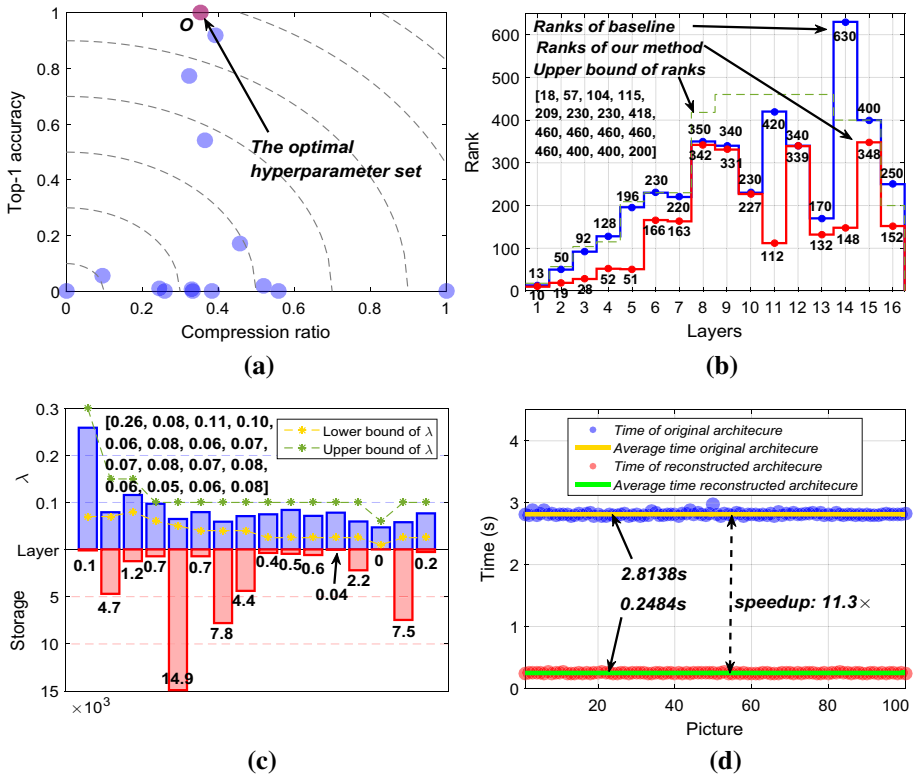 1
0.8
0.6
0.4
0.2
0
0
0.2
0.4
0.6
0.8
1
Top-1 accuracy
Compression ratio
O
The optimal
hyperparameter set
(a)
600
500
400
300
200
100
0
Rank
Ranks of baseline
Ranks of our method
Upper bound of ranks
[18, 57, 104, 115,
209, 230, 230, 418,
460, 460, 460, 460,
460, 400, 400, 200]
13
50
92
128
196
230
220
350
340
230
420
340
170
630
400
250
10
19
28
52
51
166
163
342
331
227
112
339
132
148
348
152
1 2 3 4 5 6 7 8 9 10 11 12 13 14 15 16
Layers
(b)
0.3
0.2
0.1
λ
Layer
5
10
15
Storage
×10³
[0.26, 0.08, 0.11, 0.10,
0.06, 0.08, 0.06, 0.07,
0.07, 0.08, 0.07, 0.08,
0.06, 0.05, 0.06, 0.08]
Lower bound of λ
Upper bound of λ
0.1
4.7
1.2
0.7
14.9
0.7
7.8
4.4
0.4
0.5
0.6
0.04
2.2
0
7.5
0.2
(c)
4
3
2
1
0
Time (s)
Time of original architecure
Average time original architecure
Time of reconstructed architecure
Average time reconstructed architecure
2.8138s
0.2484s
speedup: 11.3×
20
40
60
80
100
Picture
(d)